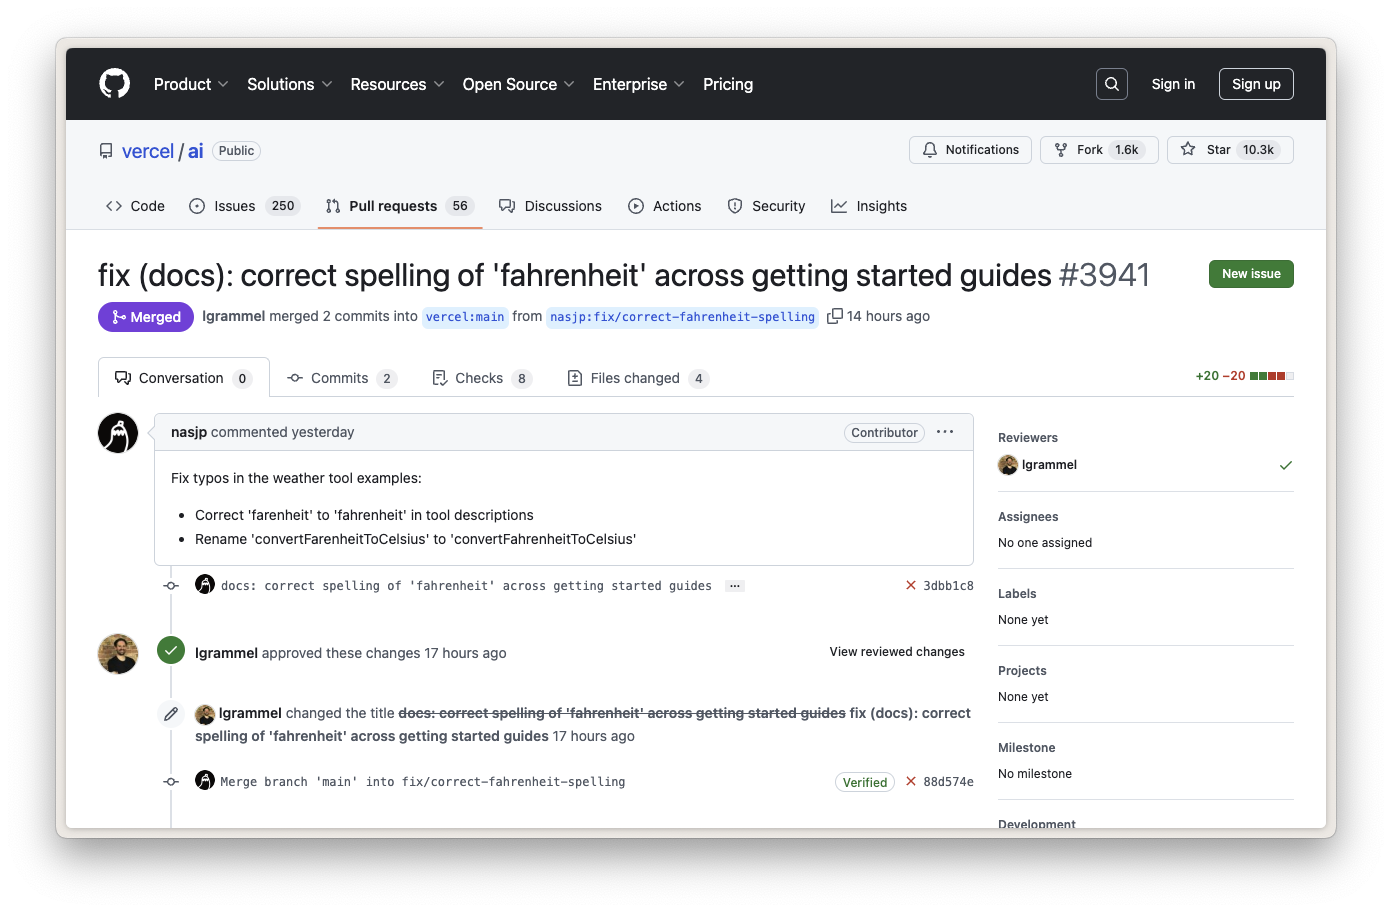 Product Solutions Resources Open Source Enterprise Pricing Sign in Sign up
vercel / ai Public Notifications Fork 1.6k Star 10.3k
Code Issues 250 Pull requests 56 Discussions Actions Security Insights
fix (docs): correct spelling of 'fahrenheit' across getting started guides #3941 New issue
Merged lgrammel merged 2 commits into vercel:main from nasjp:fix/correct-fahrenheit-spelling 14 hours ago
Conversation 0 Commits 2 Checks 8 Files changed 4 +20 −20
nasjp commented yesterday Contributor ...
Fix typos in the weather tool examples:
• Correct 'farenheit' to 'fahrenheit' in tool descriptions
• Rename 'convertFarenheitToCelsius' to 'convertFahrenheitToCelsius'
docs: correct spelling of 'fahrenheit' across getting started guides ... 3dbb1c8
lgrammel approved these changes 17 hours ago View reviewed changes
lgrammel changed the title docs: correct spelling of 'fahrenheit' across getting started guides fix (docs): correct
spelling of 'fahrenheit' across getting started guides 17 hours ago
Merge branch 'main' into fix/correct-fahrenheit-spelling Verified 88d574e
Reviewers
lgrammel
Assignees
No one assigned
Labels
None yet
Projects
None yet
Milestone
No milestone
Development